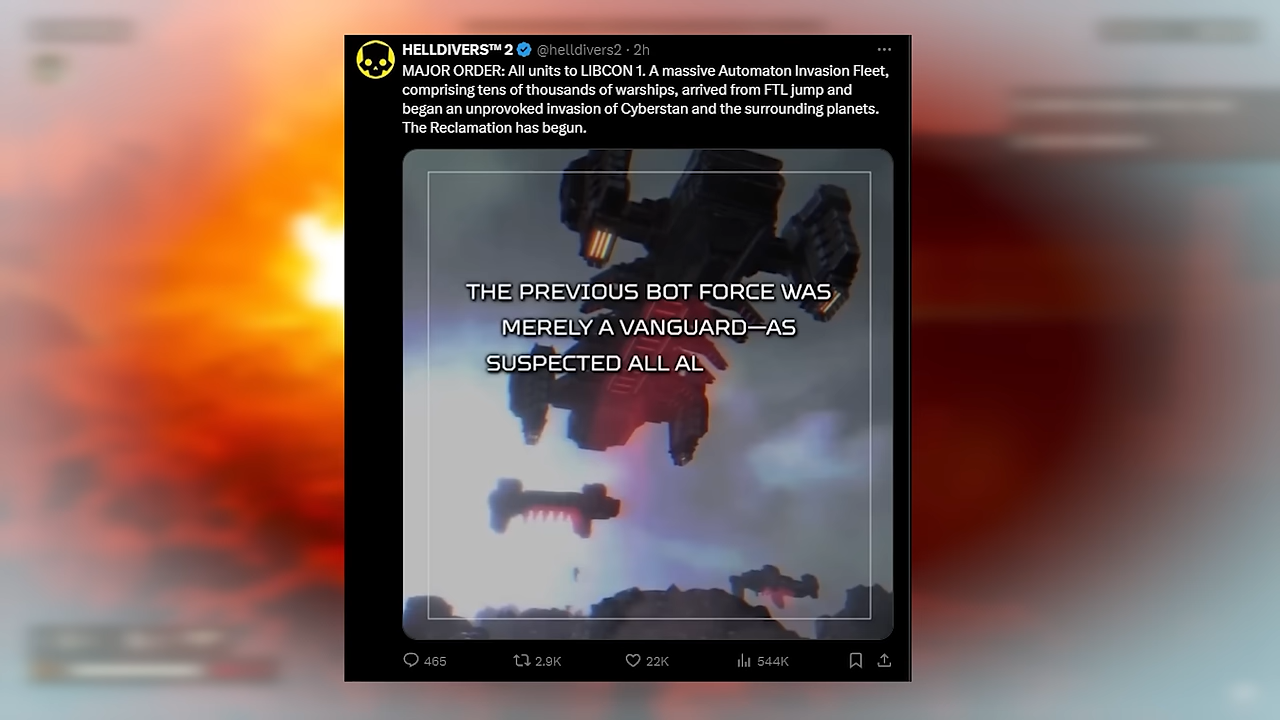 HELLDIVERS™ 2 @helldivers2 · 2h
MAJOR ORDER: All units to LIBCON 1. A massive Automaton Invasion Fleet,
comprising tens of thousands of warships, arrived from FTL jump and
began an unprovoked invasion of Cyberstan and the surrounding planets.
The Reclamation has begun.
THE PREVIOUS BOT FORCE WAS
MERELY A VANGUARD—AS
SUSPECTED ALL AL
465 2.9K 22K 544K